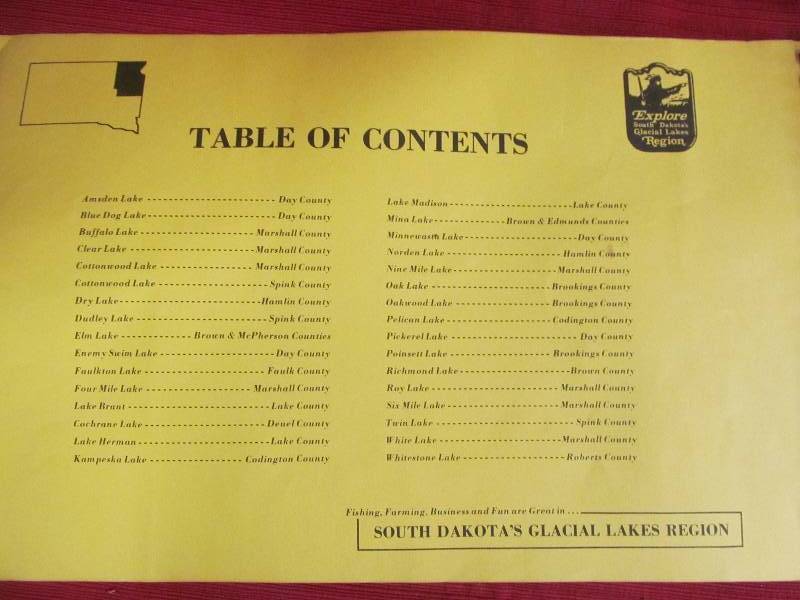 Explore
South Dakota's
Glacial Lakes
Region
TABLE OF CONTENTS
Amsden Lake --- Day County
Blue Dog Lake --- Day County
Buffalo Lake --- Marshall County
Clear Lake --- Marshall County
Cottonwood Lake --- Marshall County
Cottonwood Lake --- Spink County
Dry Lake --- Hamlin County
Dudley Lake --- Spink County
Elm Lake --- Brown & McPherson Counties
Enemy Swim Lake --- Day County
Faulkton Lake --- Faulk County
Four Mile Lake --- Marshall County
Lake Brant --- Lake County
Cochrane Lake --- Deuel County
Lake Herman --- Lake County
Kampeska Lake --- Codington County
Lake Madison --- Lake County
Mina Lake --- Brown & Edmunds Counties
Minnewasta Lake --- Day County
Norden Lake --- Hamlin County
Nine Mile Lake --- Marshall County
Oak Lake --- Brookings County
Oakwood Lake --- Brookings County
Pelican Lake --- Codington County
Pickerel Lake --- Day County
Poinsett Lake --- Brookings County
Richmond Lake --- Brown County
Roy Lake --- Marshall County
Six Mile Lake --- Marshall County
Twin Lake --- Spink County
White Lake --- Marshall County
Whitestone Lake --- Roberts County
Fishing, Farming, Business and Fun are Great in . . .
SOUTH DAKOTA'S GLACIAL LAKES REGION